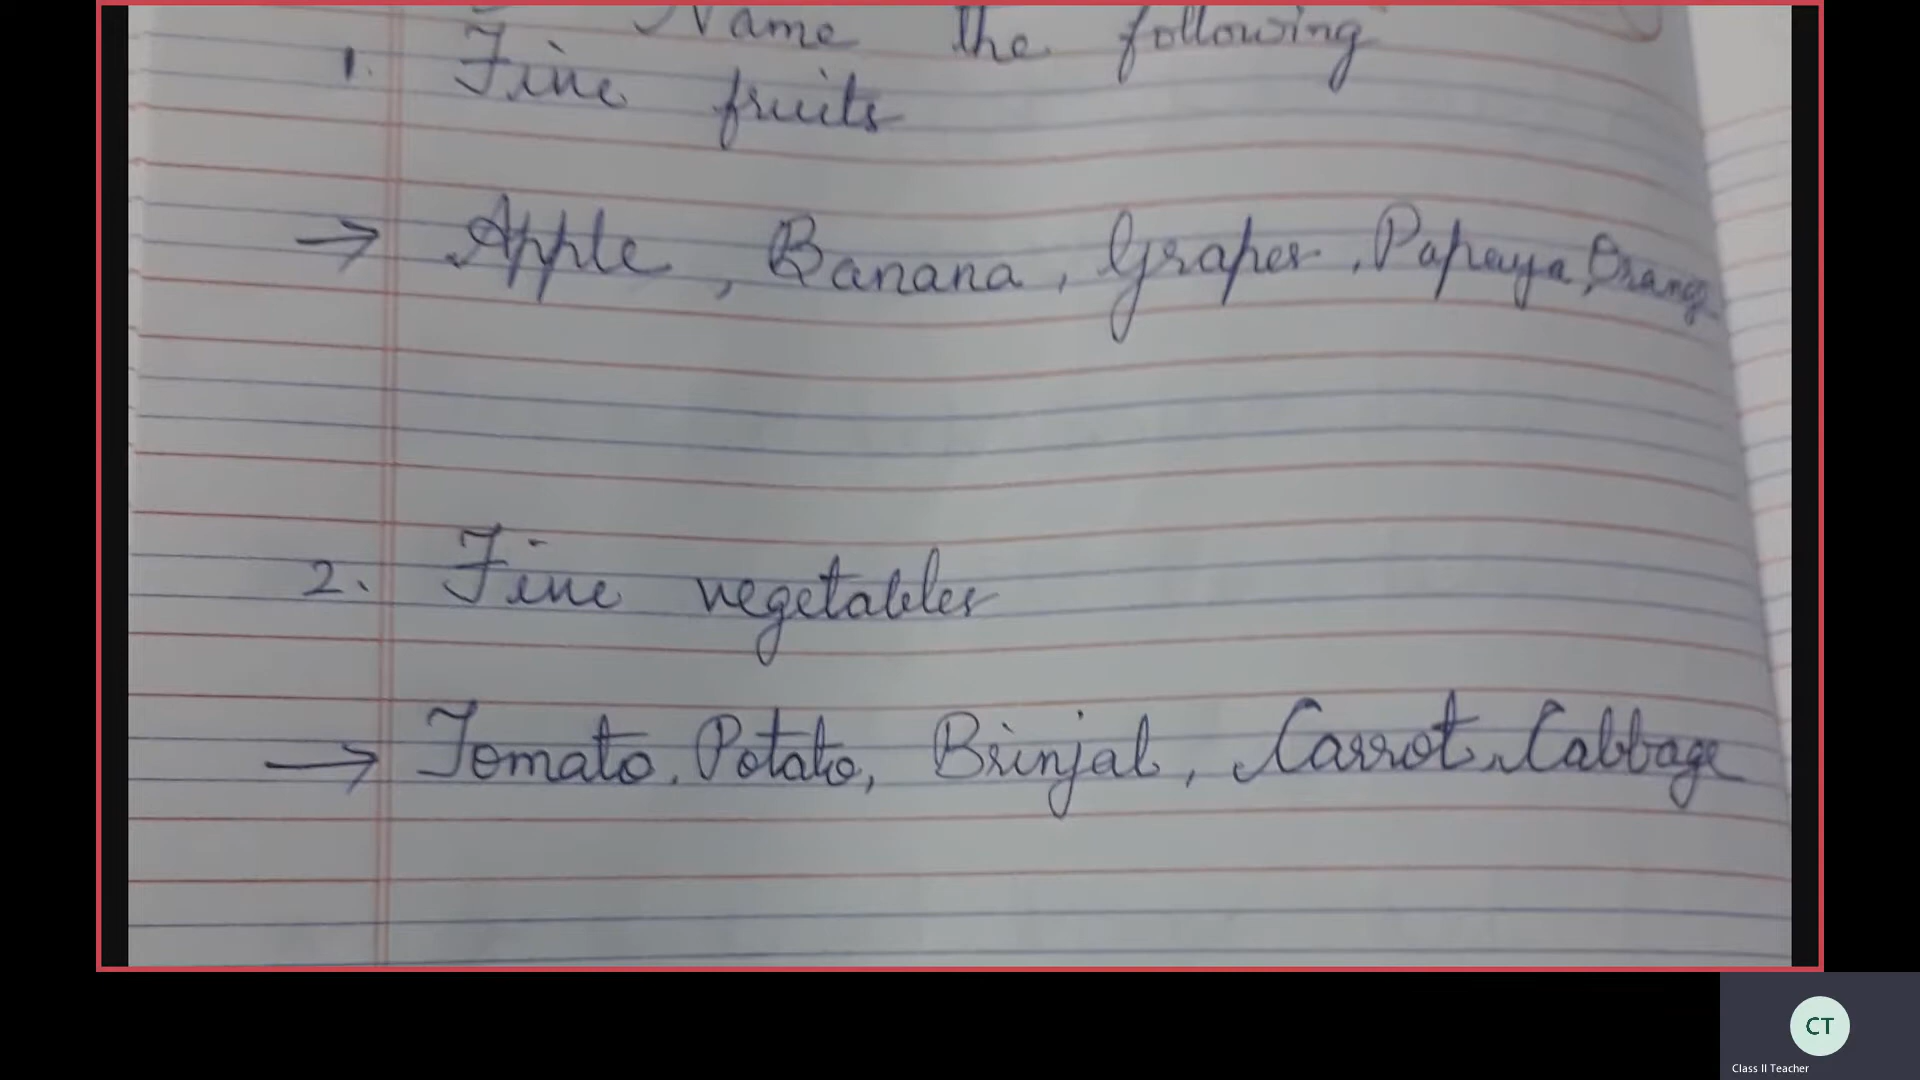 Name the following
1. Five fruits
→ Apple, Banana, Grapes, Papaya, Orang
2. Five vegetables
→ Tomato, Potato, Brinjal, Carrot, Cabbage
CT
Class II Teacher